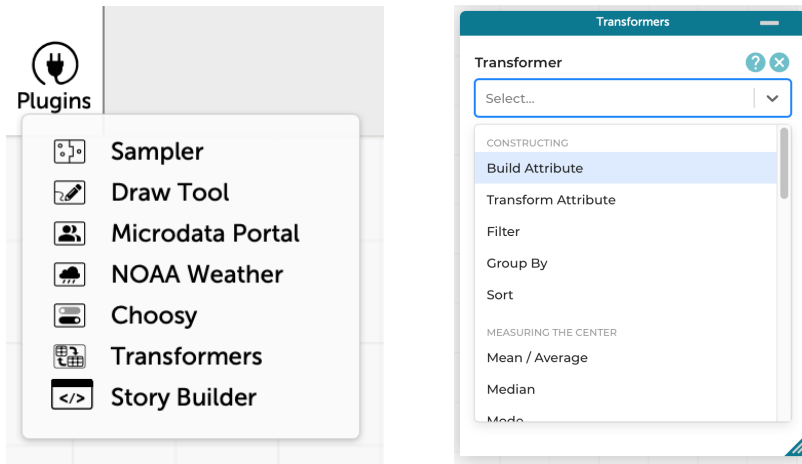 Plugins
Sampler
Draw Tool
Microdata Portal
NOAA Weather
Choosy
Transformers
</>
Story Builder
Transformers
Transformer
?
Select...
CONSTRUCTING
Build Attribute
Transform Attribute
Filter
Group By
Sort
MEASURING THE CENTER
Mean / Average
Median
Mode